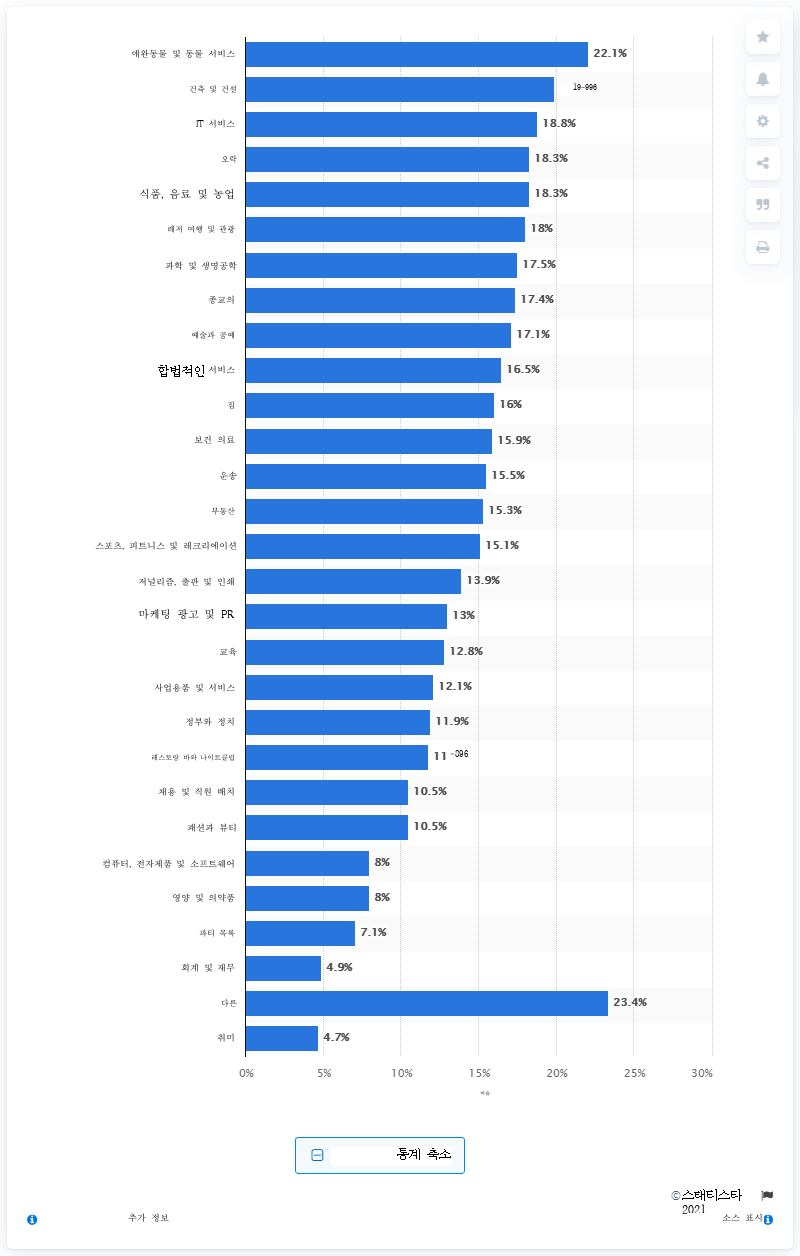 애완동물 및 동물 서비스 22.1%
건축 및 건설 19-996
IT 서비스 18.8%
오락 18.3%
식품, 음료 및 농업 18.3%
레저 여행 및 관광 18%
과학 및 생명공학 17.5%
종교의 17.4%
예술과 공예 17.1%
합법적인 서비스 16.5%
집 16%
보건 의료 15.9%
운송 15.5%
부동산 15.3%
스포츠, 피트니스 및 레크리에이션 15.1%
저널리즘, 출판 및 인쇄 13.9%
마케팅 광고 및 PR 13%
교육 12.8%
사업용품 및 서비스 12.1%
정부와 정치 11.9%
레스토랑 바와 나이트클럽 11 -896
채용 및 직원 배치 10.5%
패션과 뷰티 10.5%
컴퓨터, 전자제품 및 소프트웨어 8%
영양 및 의약품 8%
파티 목록 7.1%
회계 및 재무 4.9%
다른 23.4%
취미 4.7%
0% 5% 10% 15% 20% 25% 30%
통계 축소
©스태티스타
2021
추가 정보 소스 표시